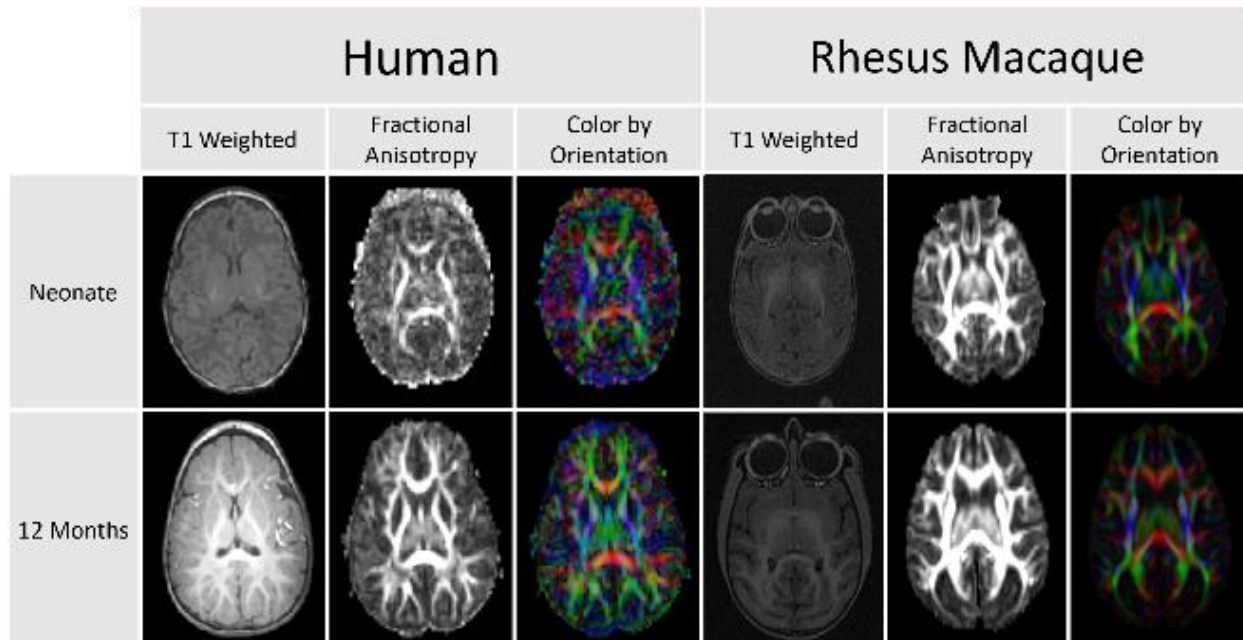 Human
Rhesus Macaque
T1 Weighted
Fractional
Anisotropy
Color by
Orientation
T1 Weighted
Fractional
Anisotropy
Color by
Orientation
Neonate
12 Months